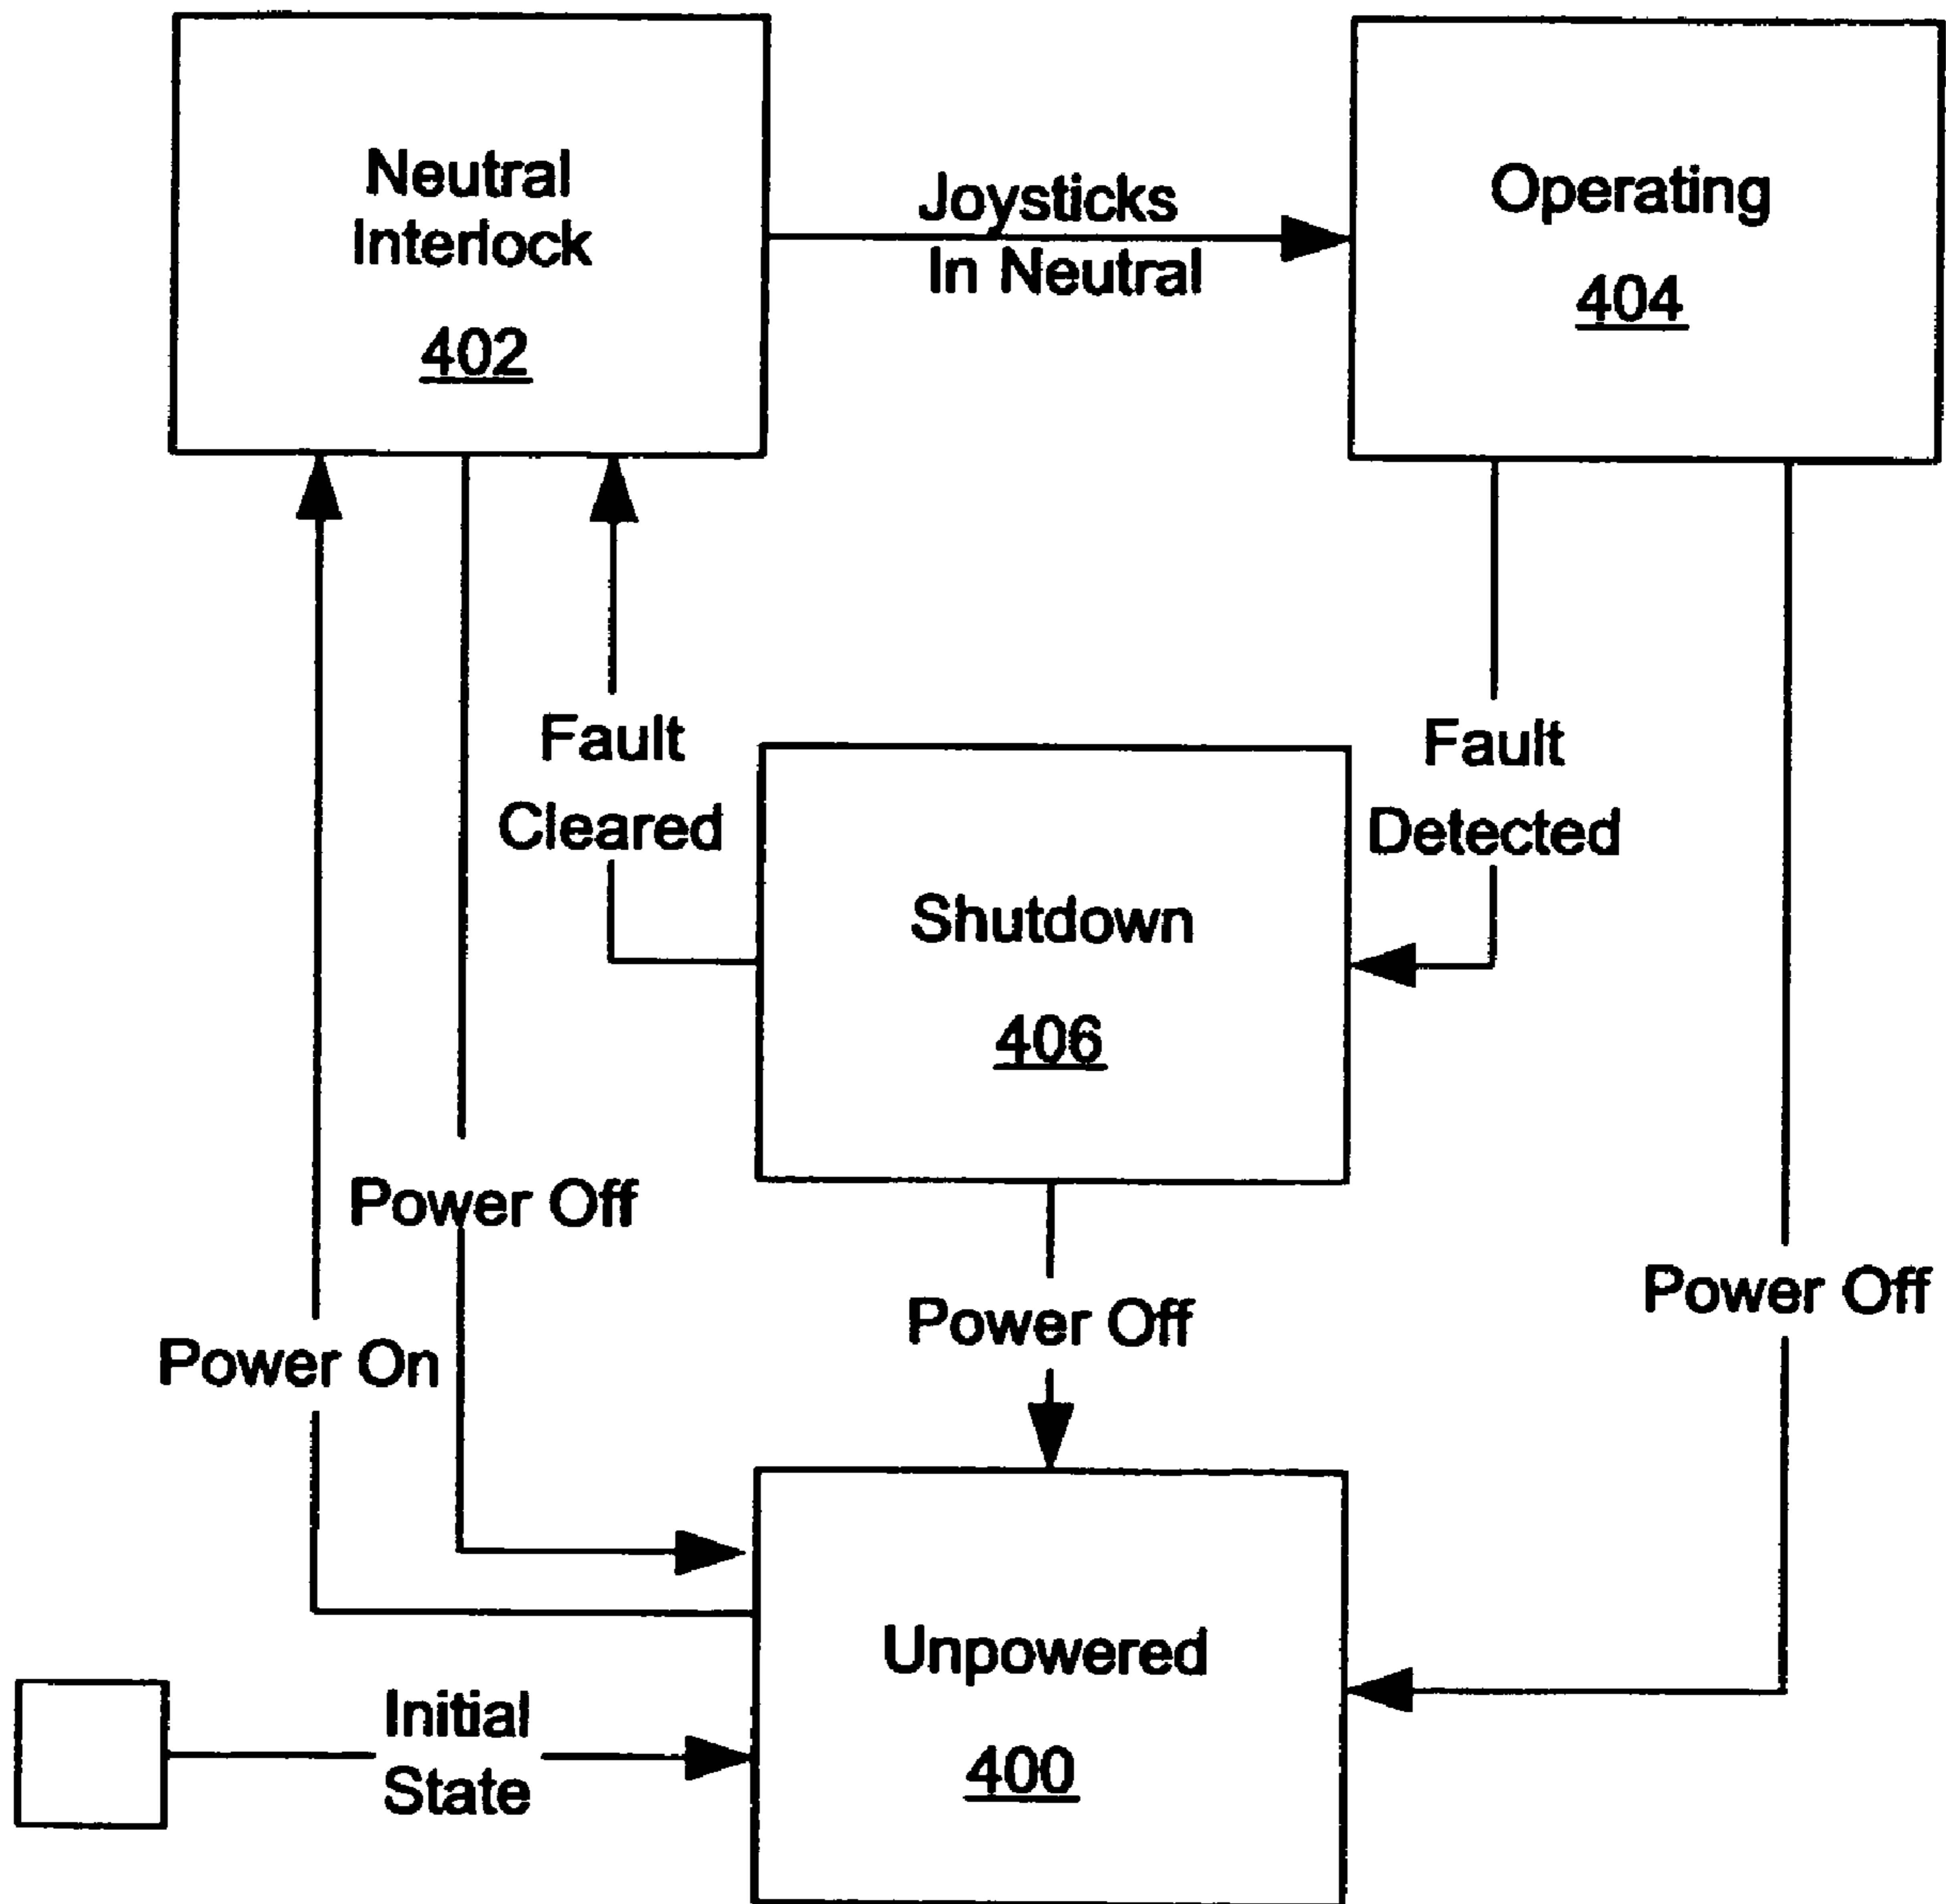 Neutral
Interlock
402
Joysticks
In Neutral
Operating
404
Fault
Cleared
Fault
Detected
Shutdown
406
Power Off
Power Off
Power Off
Power On
Unpowered
400
Initial
State